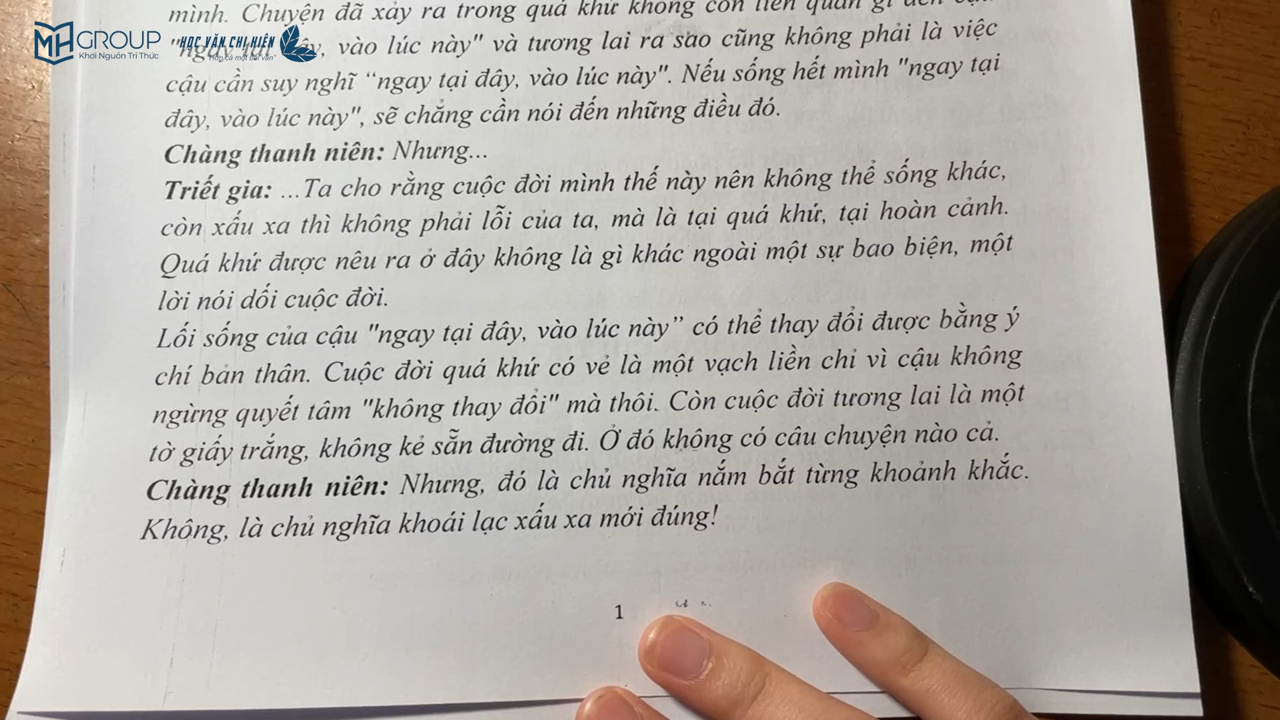 MH GROUP
Khơi Nguồn Tri Thức
HỌC VĂN CHỊ HIÊN
mình. Chuyện đã xảy ra trong quá khứ không còn liên quan gì đến
"ngay tại đây, vào lúc này" và tương lai ra sao cũng không phải là việc
cậu cần suy nghĩ “ngay tại đây, vào lúc này". Nếu sống hết mình "ngay tại
đây, vào lúc này", sẽ chẳng cần nói đến những điều đó.
Chàng thanh niên: Nhưng...
Triết gia: ...Ta cho rằng cuộc đời mình thế này nên không thể sống khác,
còn xấu xa thì không phải lỗi của ta, mà là tại quá khứ, tại hoàn cảnh.
Quá khứ được nêu ra ở đây không là gì khác ngoài một sự bao biện, một
lời nói dối cuộc đời.
Lối sống của cậu "ngay tại đây, vào lúc này” có thể thay đổi được bằng ý
chí bản thân. Cuộc đời quá khứ có vẻ là một vạch liền chỉ vì cậu không
ngừng quyết tâm "không thay đổi" mà thôi. Còn cuộc đời tương lai là một
tờ giấy trắng, không kẻ sẵn đường đi. Ở đó không có câu chuyện nào cả.
Chàng thanh niên: Nhưng, đó là chủ nghĩa nắm bắt từng khoảnh khắc.
Không, là chủ nghĩa khoái lạc xấu xa mới đúng!
1